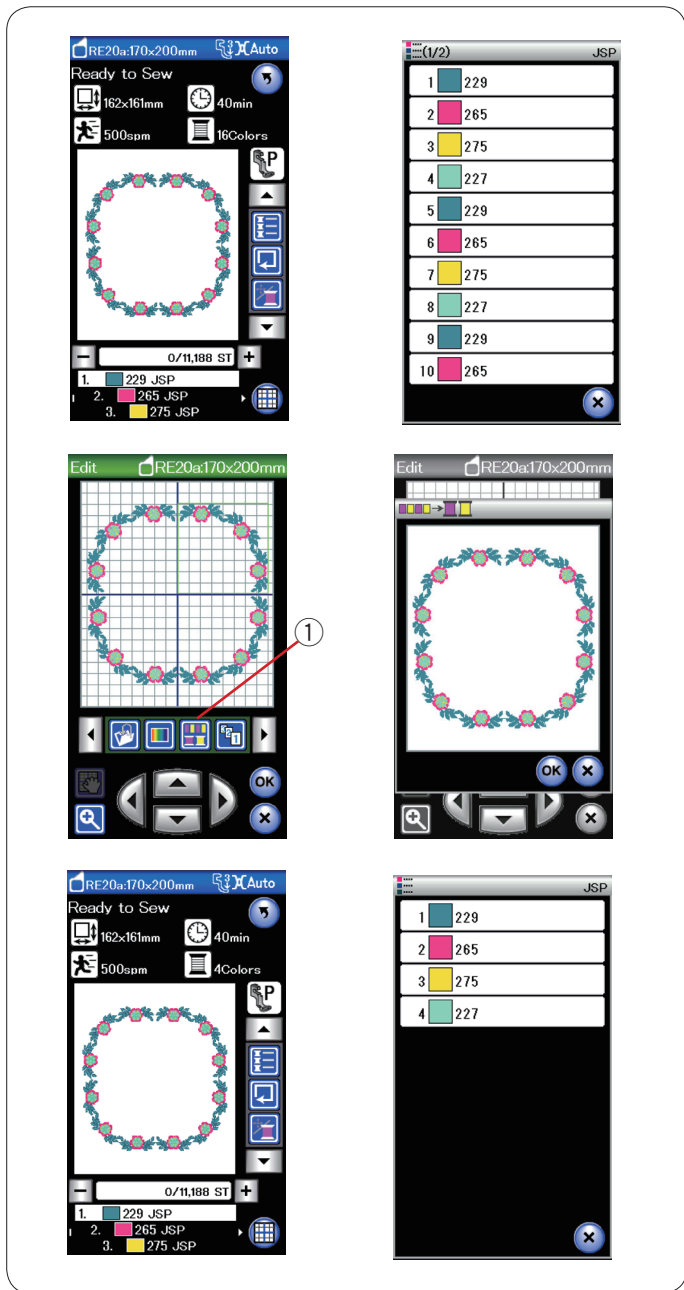 RE20a:170x200mm Auto
Ready to Sew
162x161mm 40min
500spm 16Colors
P
0/11,188 ST
1. 229 JSP
2. 265 JSP
3. 275 JSP
(1/2) JSP
1 229
2 265
3 275
4 227
5 229
6 265
7 275
8 227
9 229
10 265
Edit RE20a:170x200mm
①
OK
Edit RE20a:170x200mm
OK
RE20a:170x200mm Auto
Ready to Sew
162x161mm 40min
500spm 4Colors
P
0/11,188 ST
1. 229 JSP
2. 265 JSP
3. 275 JSP
JSP
1 229
2 265
3 275
4 227